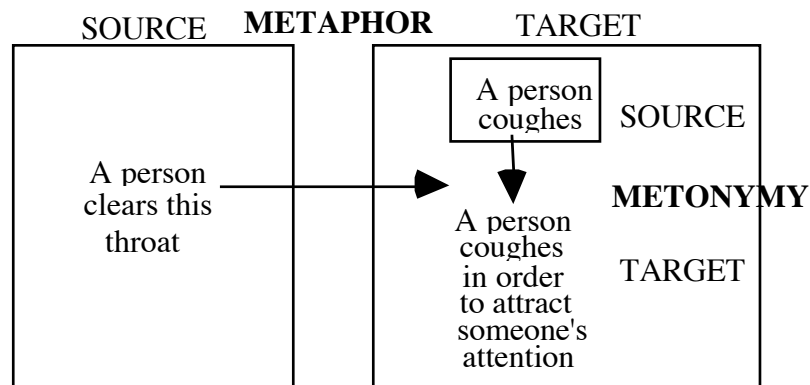 SOURCE METAPHOR TARGET
A person
coughes
SOURCE
A person
clears this
throat
METONYMY
A person
coughes
in order
to attract
someone's
attention
TARGET